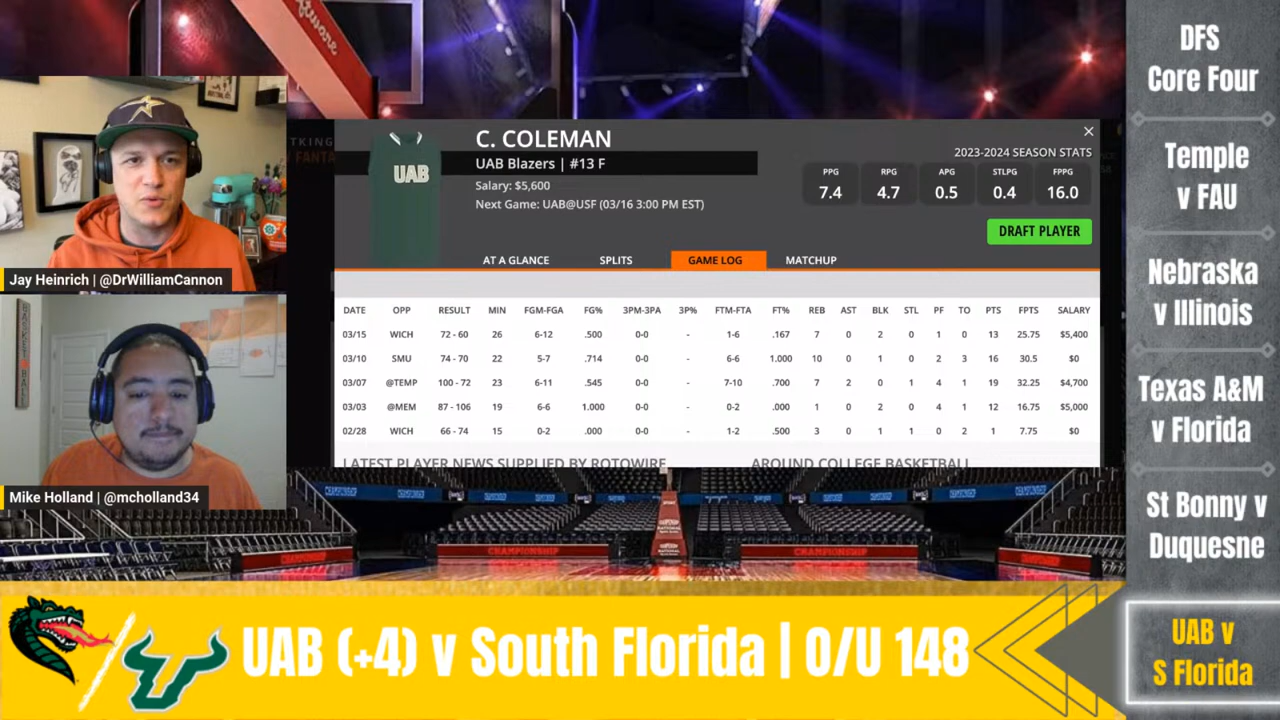 C. COLEMAN
UAB Blazers | #13 F
Salary: $5,600
Next Game: UAB@USF (03/16 3:00 PM EST)
UAB
2023-2024 SEASON STATS
PPG RPG APG STLPG FPPG
7.4 4.7 0.5 0.4 16.0
DRAFT PLAYER
AT A GLANCE SPLITS GAME LOG MATCHUP
DATE OPP RESULT MIN FGM-FGA FG% 3PM-3PA 3P% FTM-FTA FT% REB AST BLK STL PF TO PTS FPTS SALARY
03/15 WICH 72 - 60 26 6-12 .500 0-0 - 1-6 .167 7 0 2 0 1 0 13 25.75 $5,400
03/10 SMU 74 - 70 22 5-7 .714 0-0 - 6-6 1.000 10 0 1 0 2 3 16 30.5 $0
03/07 @TEMP 100 - 72 23 6-11 .545 0-0 - 7-10 .700 7 2 0 1 4 1 19 32.25 $4,700
03/03 @MEM 87 - 106 19 6-6 1.000 0-0 - 0-2 .000 1 0 2 0 4 1 12 16.75 $5,000
02/28 WICH 66 - 74 15 0-2 .000 0-0 - 1-2 .500 3 0 1 1 0 2 1 7.75 $0
LATEST PLAYER NEWS SUPPLIED BY ROTOWIRE AROUND COLLEGE BASKETBALL
Jay Heinrich | @DrWilliamCannon
Mike Holland | @mcholland34
CHAMPIONSHIP
CHAMPIONSHIP
UAB (+4) v South Florida | O/U 148
DFS
Core Four
Temple
v FAU
Nebraska
v Illinois
Texas A&M
v Florida
St Bonny v
Duquesne
UAB v
S Florida